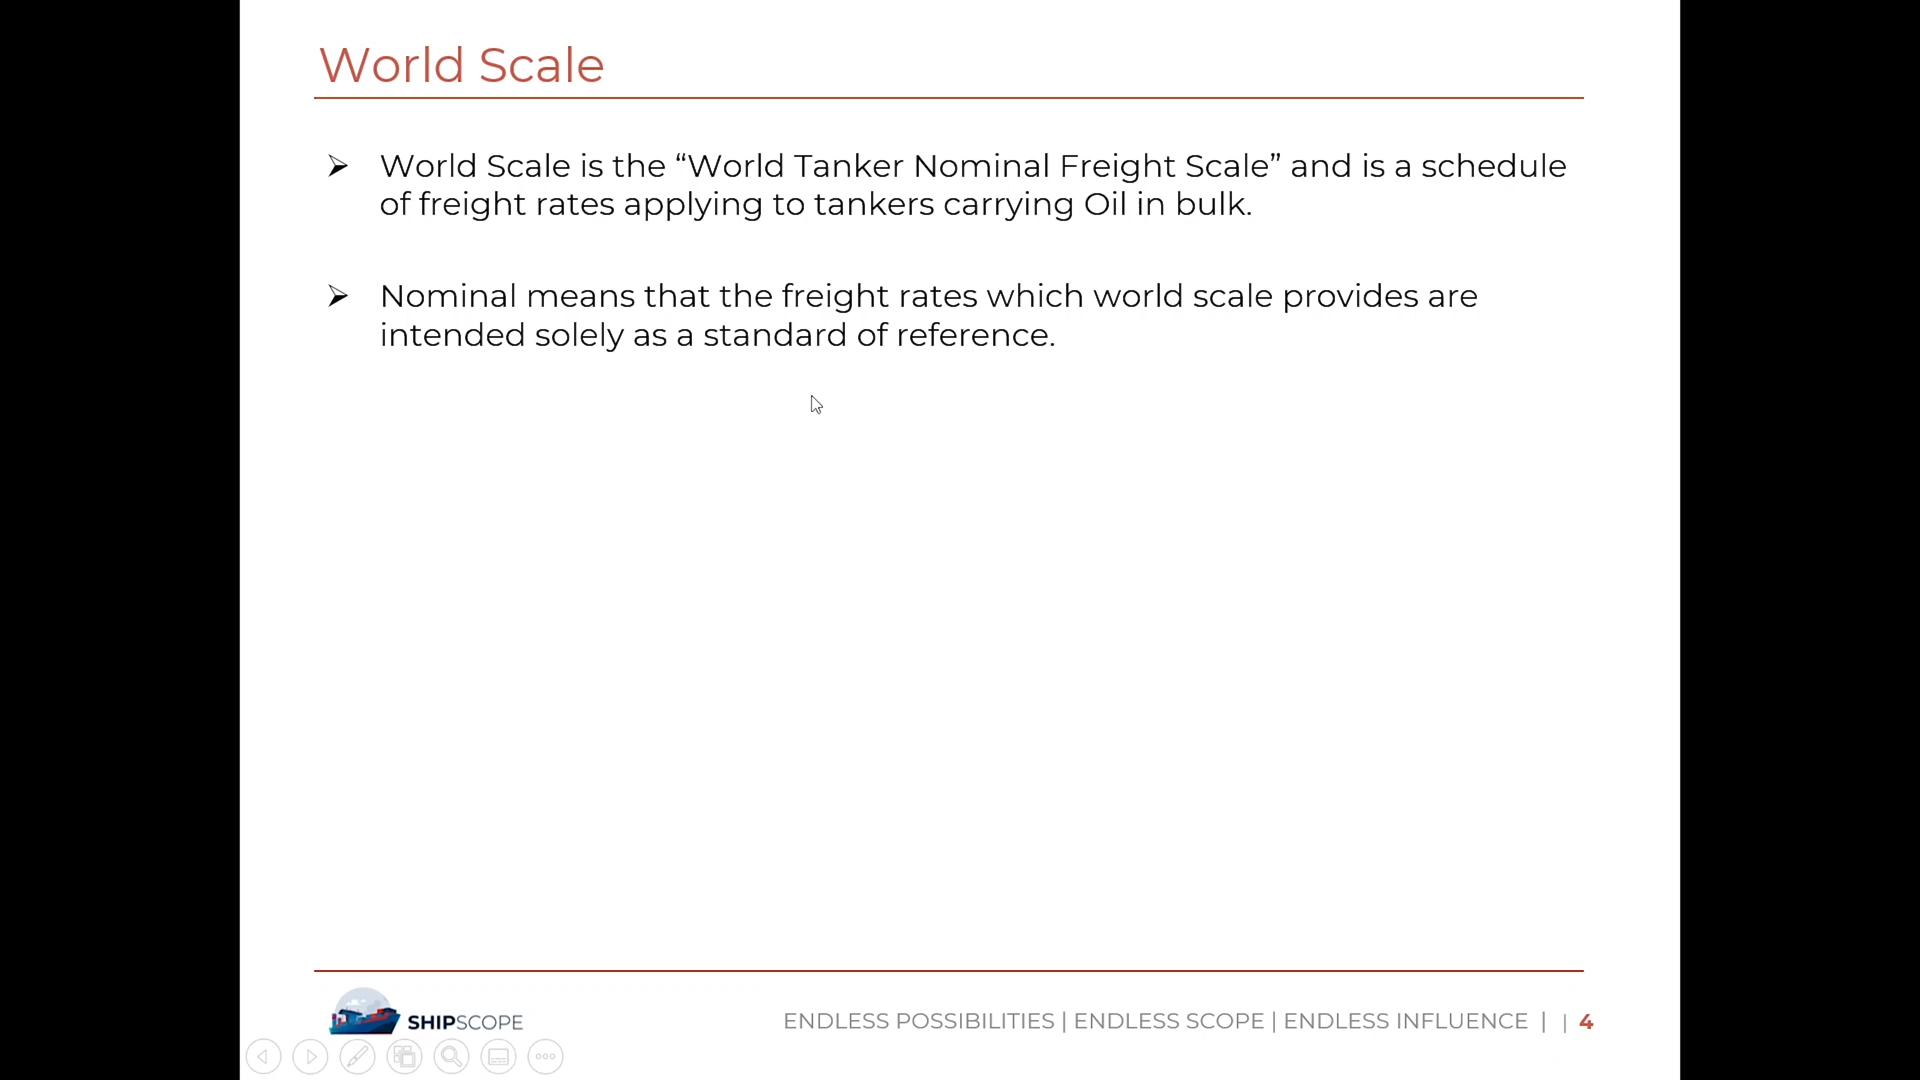 World Scale
World Scale is the “World Tanker Nominal Freight Scale” and is a schedule
of freight rates applying to tankers carrying Oil in bulk.
Nominal means that the freight rates which world scale provides are
intended solely as a standard of reference.
SHIPSCOPE
ENDLESS POSSIBILITIES | ENDLESS SCOPE | ENDLESS INFLUENCE | | 4